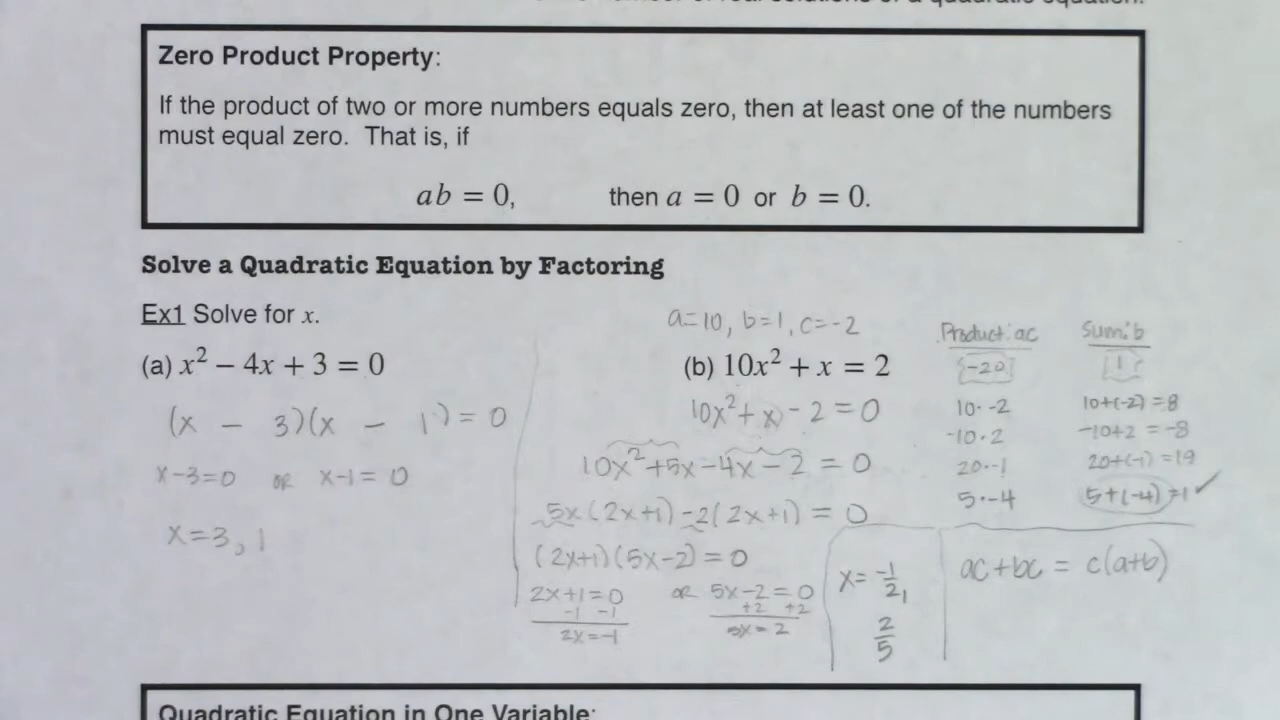 Zero Product Property:
If the product of two or more numbers equals zero, then at least one of the numbers
must equal zero. That is, if
ab = 0, then a = 0 or b = 0.
Solve a Quadratic Equation by Factoring
Ex1 Solve for x.
(a) x² − 4x + 3 = 0
(x − 3)(x − 1) = 0
x−3=0 OR x−1=0
x=3, 1
a=10, b=1, c=-2
(b) 10x² + x = 2
10x²+x−2=0
10x²+5x−4x−2=0
5x(2x+1)−2(2x+1)=0
(2x+1)(5x−2)=0
2x+1=0 OR 5x−2=0
-1 -1 +2 +2
2x=-1 5x=2
x= -1/2,
2/5
Product: ac Sum: b
-20 1
10·-2 10+(-2)=8
-10·2 -10+2=-8
20·-1 20+(-1)=19
5·-4 5+(-4)=1 ✓
ac+bc = c(a+b)
Quadratic Equation in One Variable: